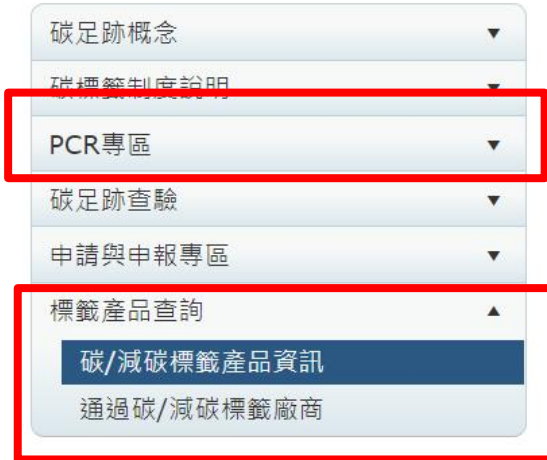 碳足跡概念 ▼
碳標籤制度說明 ▼
PCR專區 ▼
碳足跡查驗 ▼
申請與申報專區 ▼
標籤產品查詢 ▲
碳/減碳標籤產品資訊
通過碳/減碳標籤廠商